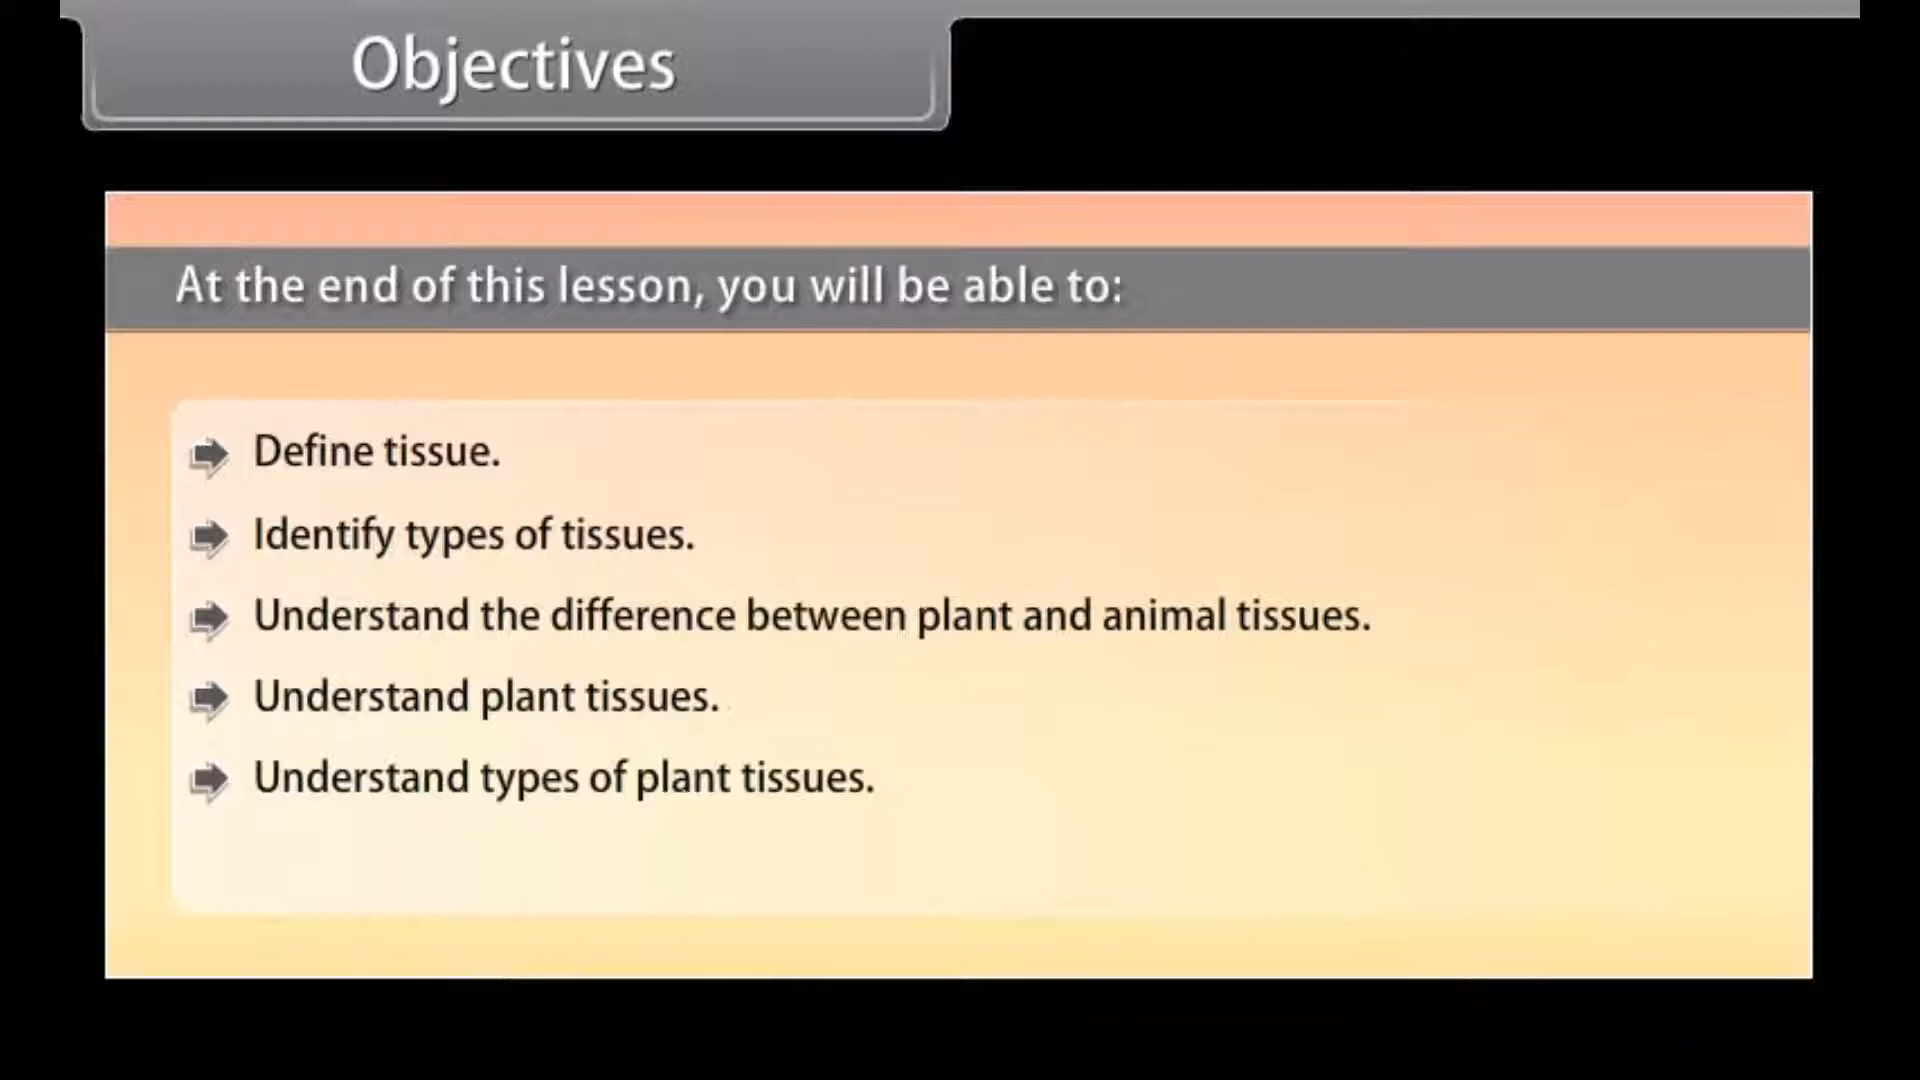 Objectives
At the end of this lesson, you will be able to:
Define tissue.
Identify types of tissues.
Understand the difference between plant and animal tissues.
Understand plant tissues.
Understand types of plant tissues.